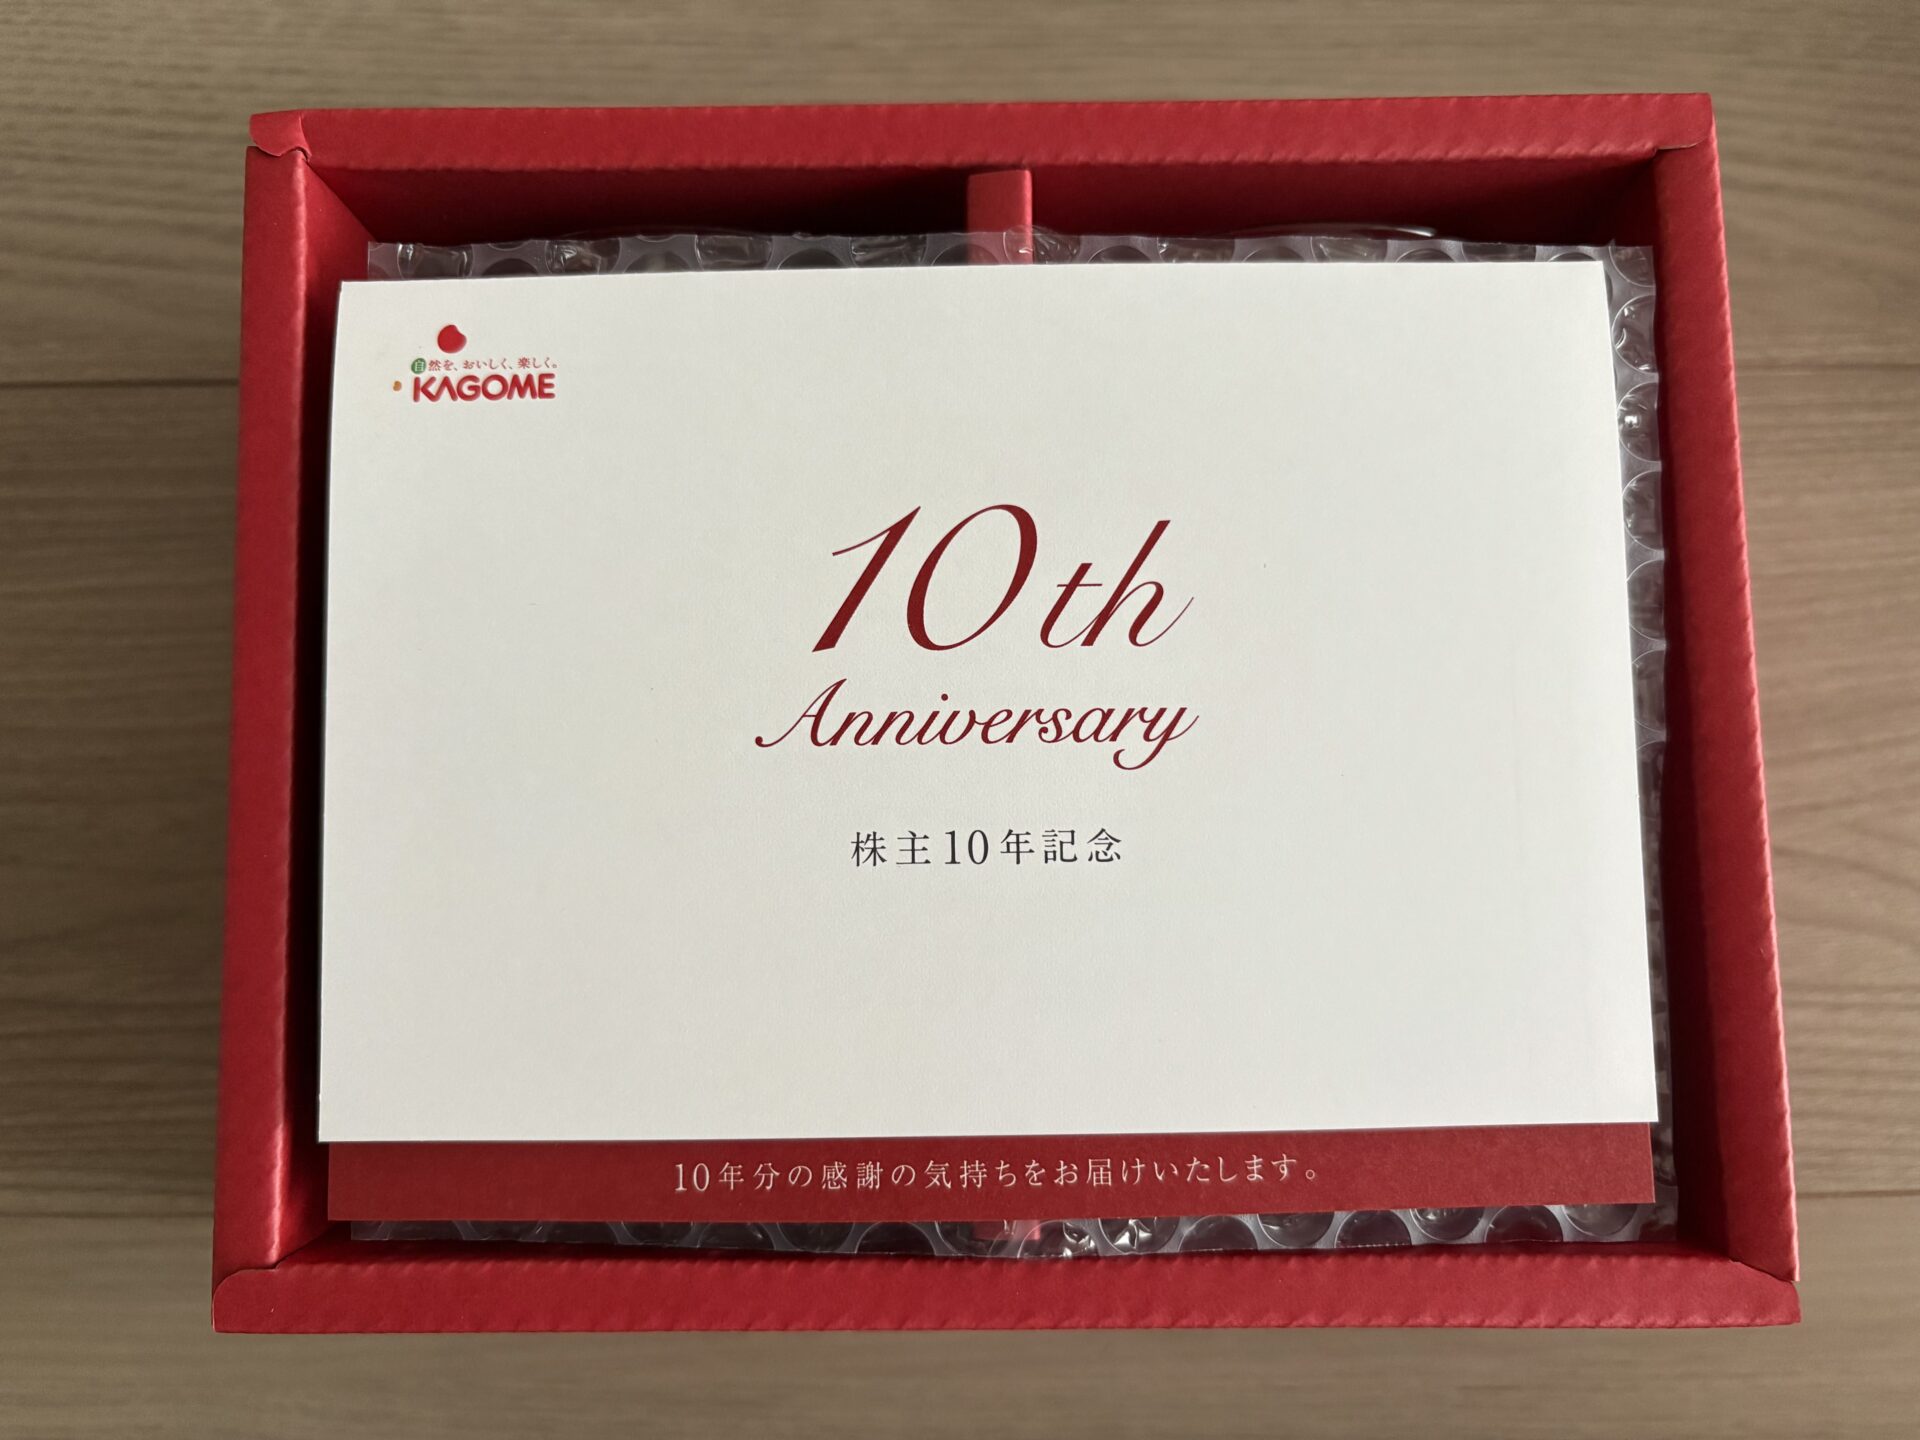 自然を、おいしく、楽しく。
KAGOME
10th
Anniversary
株主10年記念
10年分の感謝の気持ちをお届けいたします。